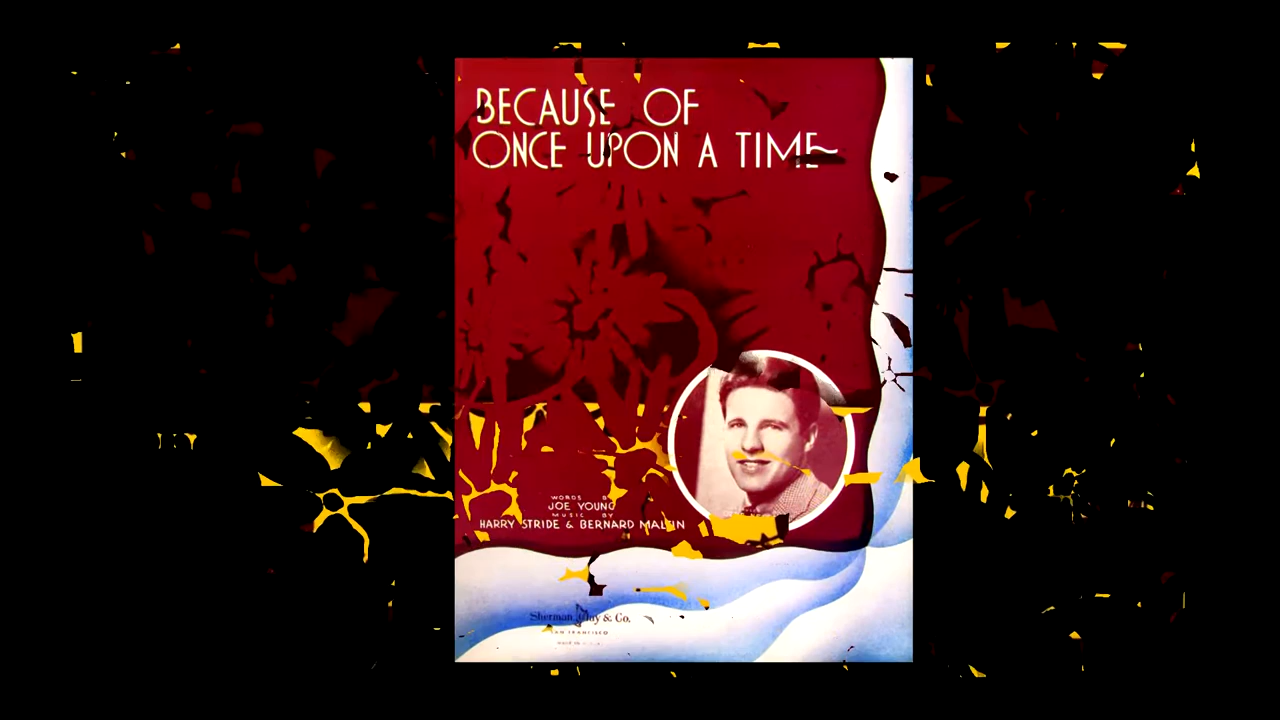 BECAUSE OF
ONCE UPON A TIME
WORDS BY
JOE YOUNG
MUSIC BY
HARRY STRIDE & BERNARD MALTIN
Sherman Clay & Co.
SAN FRANCISCO